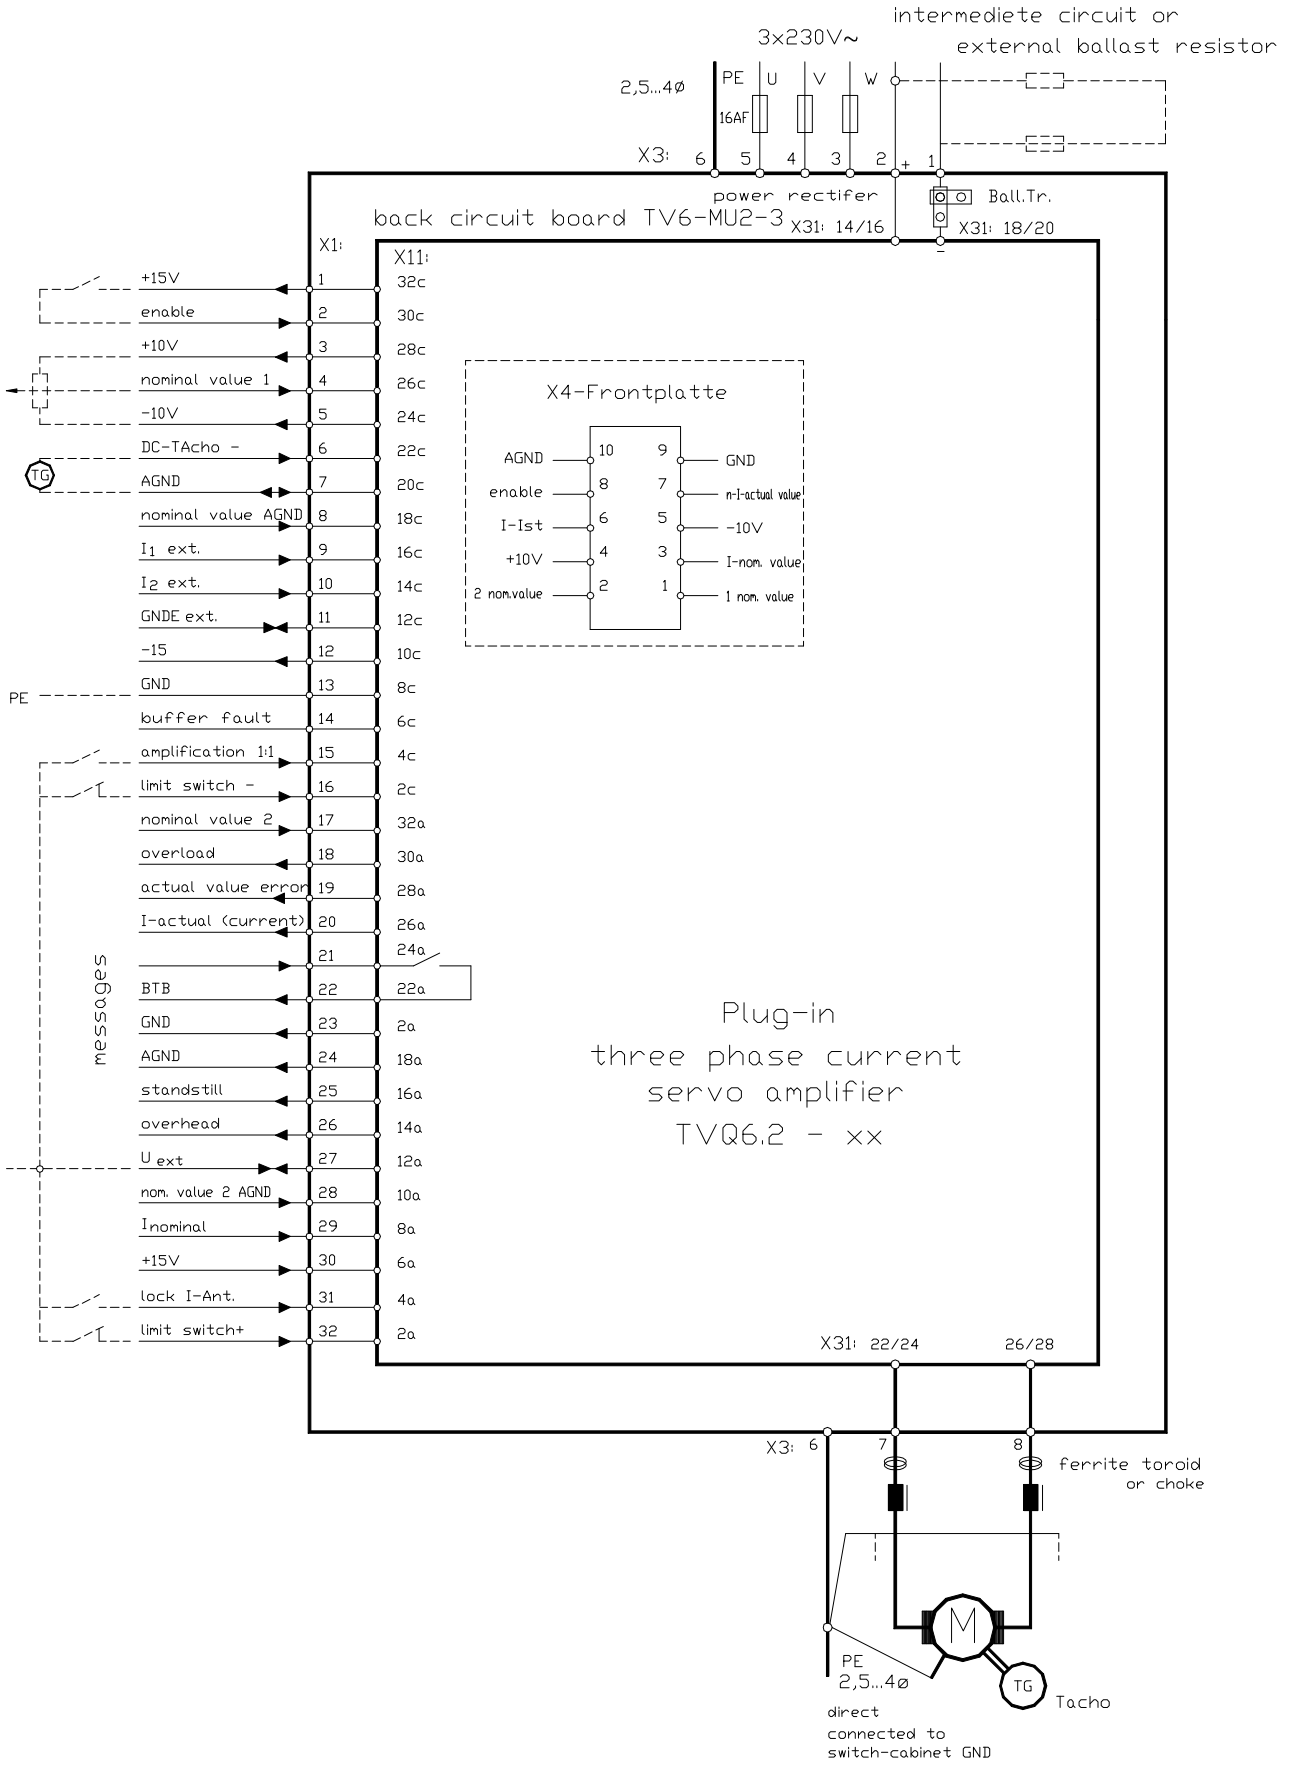 intermediete circuit or
external ballast resistor
3x230V~
2,5...4ø
PE U V W
16AF
X3: 6 5 4 3 2 + 1
power rectifer
Ball.Tr.
back circuit board TV6-MU2-3
X31: 14/16
X31: 18/20
–
X1:
X11:
+15V 1 32c
enable 2 30c
+10V 3 28c
nominal value 1 4 26c
-10V 5 24c
DC-TAcho - 6 22c
TG
AGND 7 20c
nominal value AGND 8 18c
I1 ext. 9 16c
I2 ext. 10 14c
GNDE ext. 11 12c
-15 12 10c
PE
GND 13 8c
buffer fault 14 6c
amplification 1:1 15 4c
limit switch - 16 2c
nominal value 2 17 32a
overload 18 30a
actual value error 19 28a
I-actual (current) 20 26a
21 24a
BTB 22 22a
GND 23 2a
AGND 24 18a
standstill 25 16a
overhead 26 14a
U ext 27 12a
nom. value 2 AGND 28 10a
Inominal 29 8a
+15V 30 6a
lock I-Ant. 31 4a
limit switch+ 32 2a
messages
X4-Frontplatte
AGND 10 9 GND
enable 8 7 n-I-actual value
I-Ist 6 5 -10V
+10V 4 3 I-nom. value
2 nom.value 2 1 1 nom. value
Plug-in
three phase current
servo amplifier
TVQ6.2 - xx
X31: 22/24 26/28
X3: 6 7 8
ferrite toroid
or choke
M
PE
2,5...4ø
TG
Tacho
direct
connected to
switch-cabinet GND